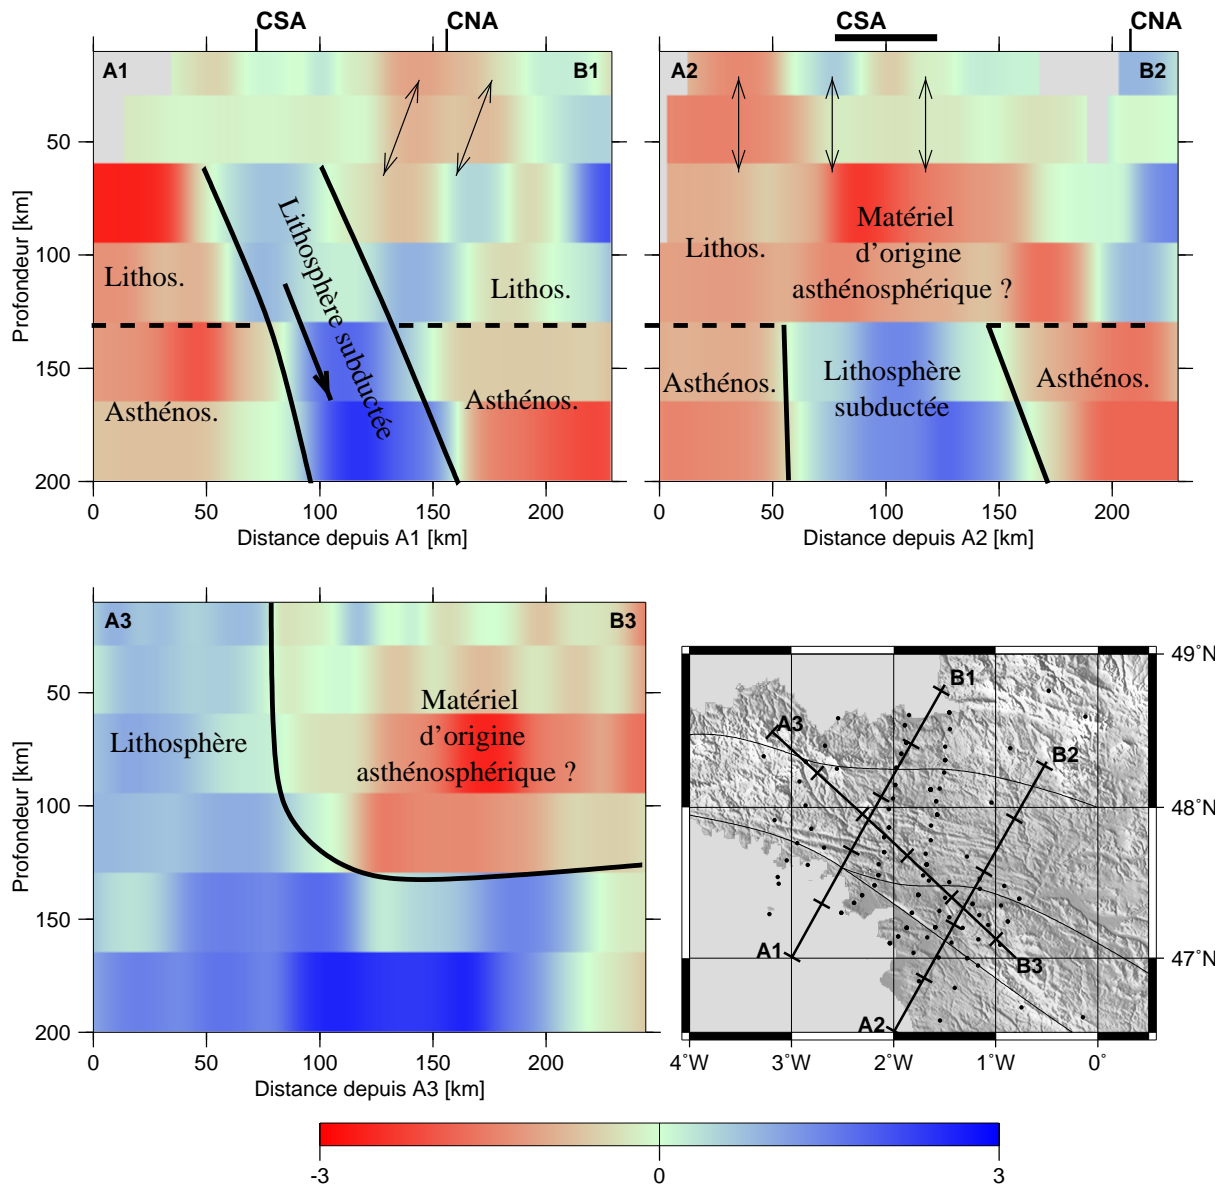 CSA
CNA
CSA
CNA
A1
B1
A2
B2
50
100
150
200
Profondeur [km]
Lithos.
Lithosphère subductée
Lithos.
Asthénos.
Asthénos.
Matériel
d'origine
asthénosphérique ?
Lithos.
Asthénos.
Lithosphère
subductée
Asthénos.
50
100
150
200
0
50
100
150
200
Distance depuis A1 [km]
0
50
100
150
200
Distance depuis A2 [km]
A3
B3
50
100
150
200
Profondeur [km]
Lithosphère
Matériel
d'origine
asthénosphérique ?
0
50
100
150
200
Distance depuis A3 [km]
49°N
48°N
47°N
B1
A3
B2
A1
B3
A2
4°W
3°W
2°W
1°W
0°
-3
0
3